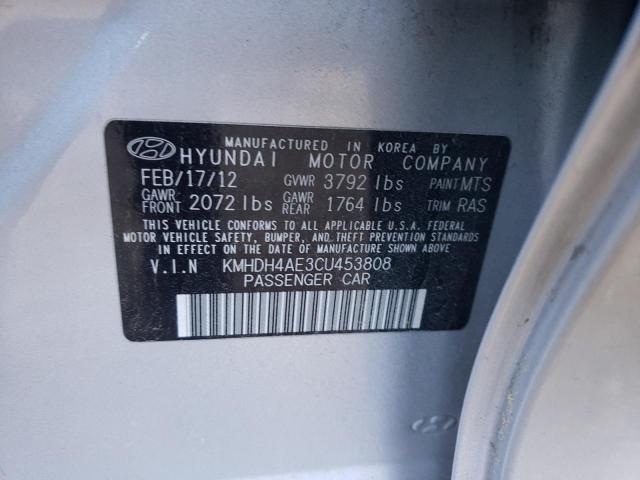 MANUFACTURED IN KOREA BY
HYUNDAI MOTOR COMPANY
FEB/17/12 GVWR 3792 lbs PAINT MTS
GAWR FRONT 2072 lbs GAWR REAR 1764 lbs TRIM RAS
THIS VEHICLE CONFORMS TO ALL APPLICABLE U.S.A. FEDERAL
MOTOR VEHICLE SAFETY, BUMPER, AND THEFT PREVENTION STANDARDS
IN EFFECT ON THE DATE OF MANUFACTURE SHOWN ABOVE.
V.I.N KMHDH4AE3CU453808
PASSENGER CAR